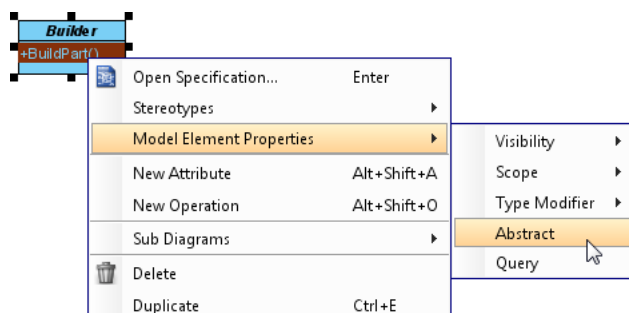 Builder
+BuildPart()
Open Specification... Enter
Stereotypes
Model Element Properties
Visibility
New Attribute Alt+Shift+A
Scope
New Operation Alt+Shift+O
Type Modifier
Sub Diagrams
Abstract
Delete
Query
Duplicate Ctrl+E